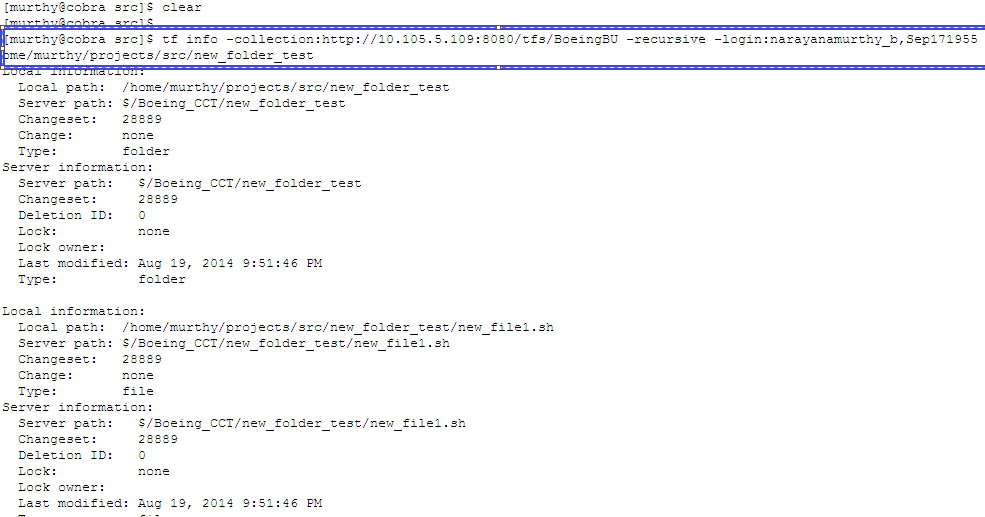 [murthy@cobra src]$ clear
[murthy@cobra src]$
[murthy@cobra src]$ tf info -collection:http://10.105.5.109:8080/tfs/BoeingBU -recursive -login:narayanamurthy_b,Sep171955
ome/murthy/projects/src/new_folder_test
Local information:
  Local path:  /home/murthy/projects/src/new_folder_test
  Server path: $/Boeing_CCT/new_folder_test
  Changeset:   28889
  Change:      none
  Type:        folder
Server information:
  Server path:   $/Boeing_CCT/new_folder_test
  Changeset:     28889
  Deletion ID:   0
  Lock:          none
  Lock owner:
  Last modified: Aug 19, 2014 9:51:46 PM
  Type:          folder

Local information:
  Local path:  /home/murthy/projects/src/new_folder_test/new_file1.sh
  Server path: $/Boeing_CCT/new_folder_test/new_file1.sh
  Changeset:   28889
  Change:      none
  Type:        file
Server information:
  Server path:   $/Boeing_CCT/new_folder_test/new_file1.sh
  Changeset:     28889
  Deletion ID:   0
  Lock:          none
  Lock owner:
  Last modified: Aug 19, 2014 9:51:46 PM